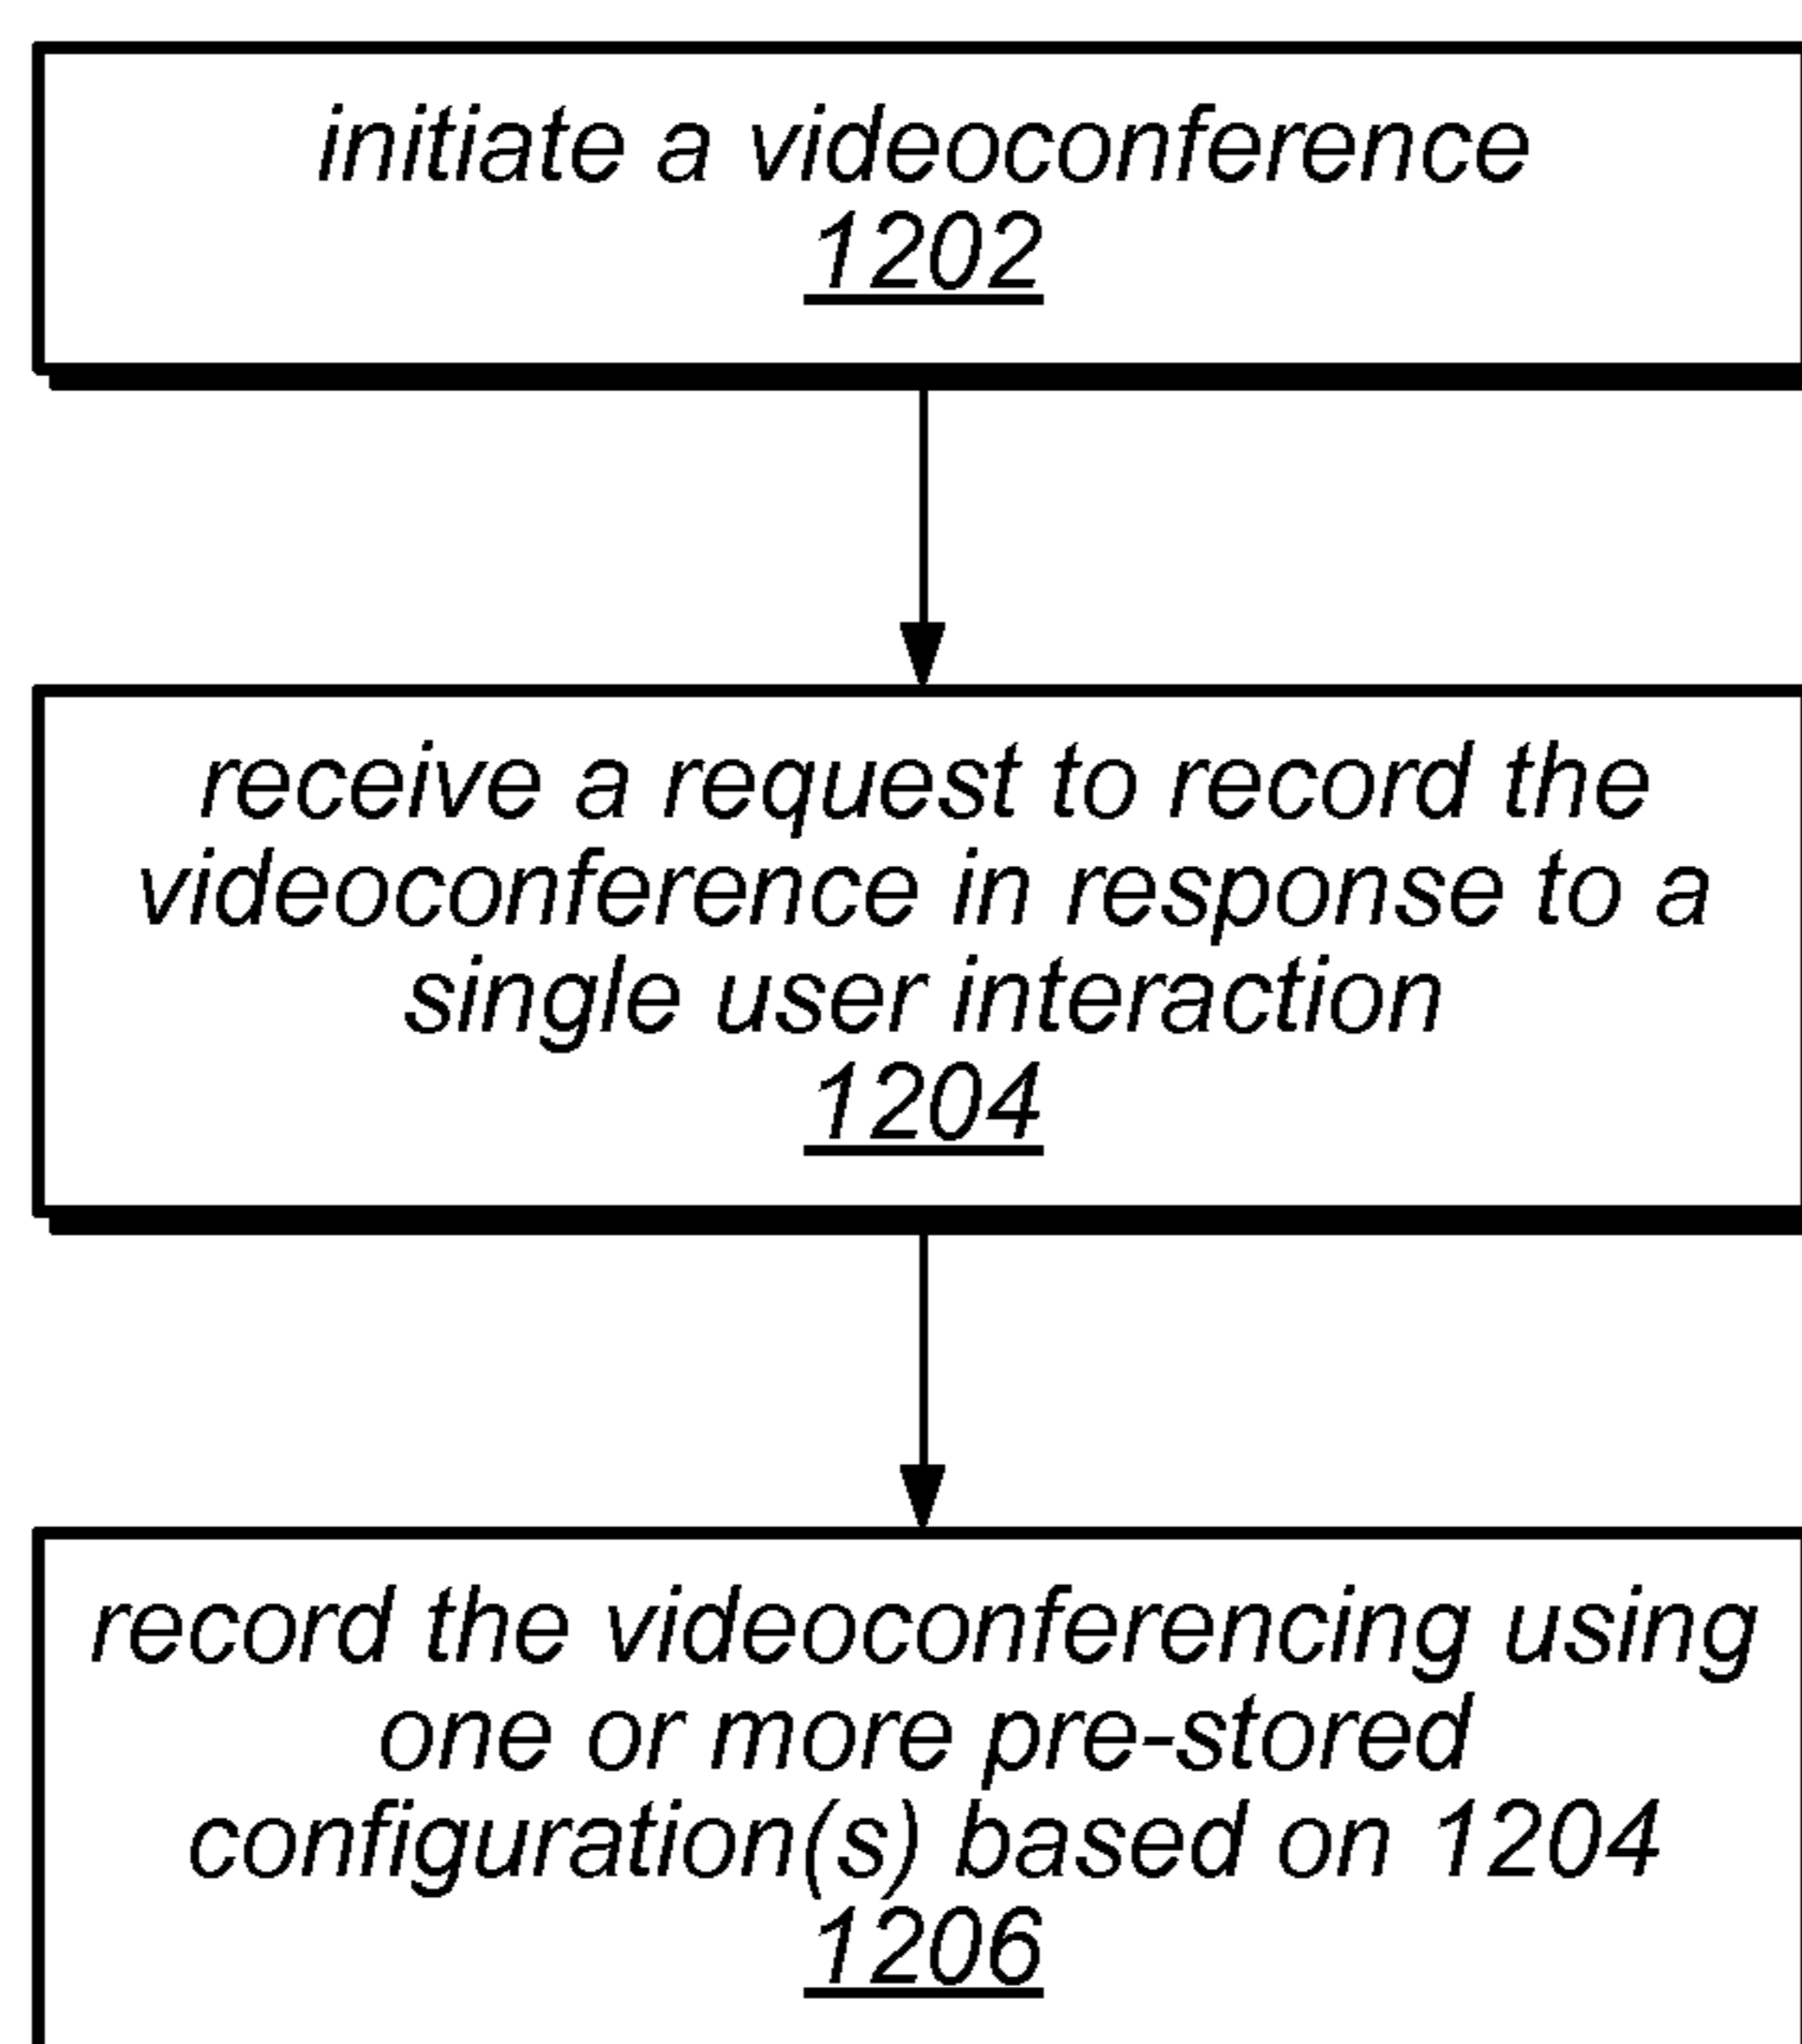 initiate a videoconference
1202
receive a request to record the
videoconference in response to a
single user interaction
1204
record the videoconferencing using
one or more pre-stored
configuration(s) based on 1204
1206